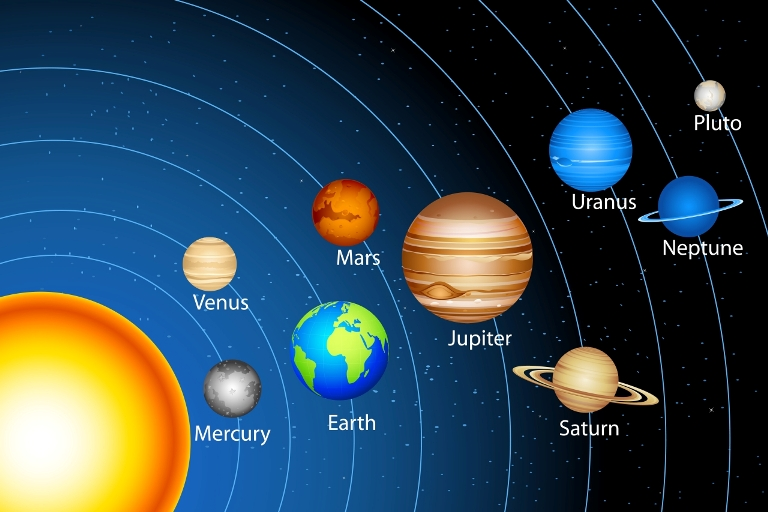 Pluto
Uranus
Neptune
Mars
Venus
Jupiter
Earth
Saturn
Mercury